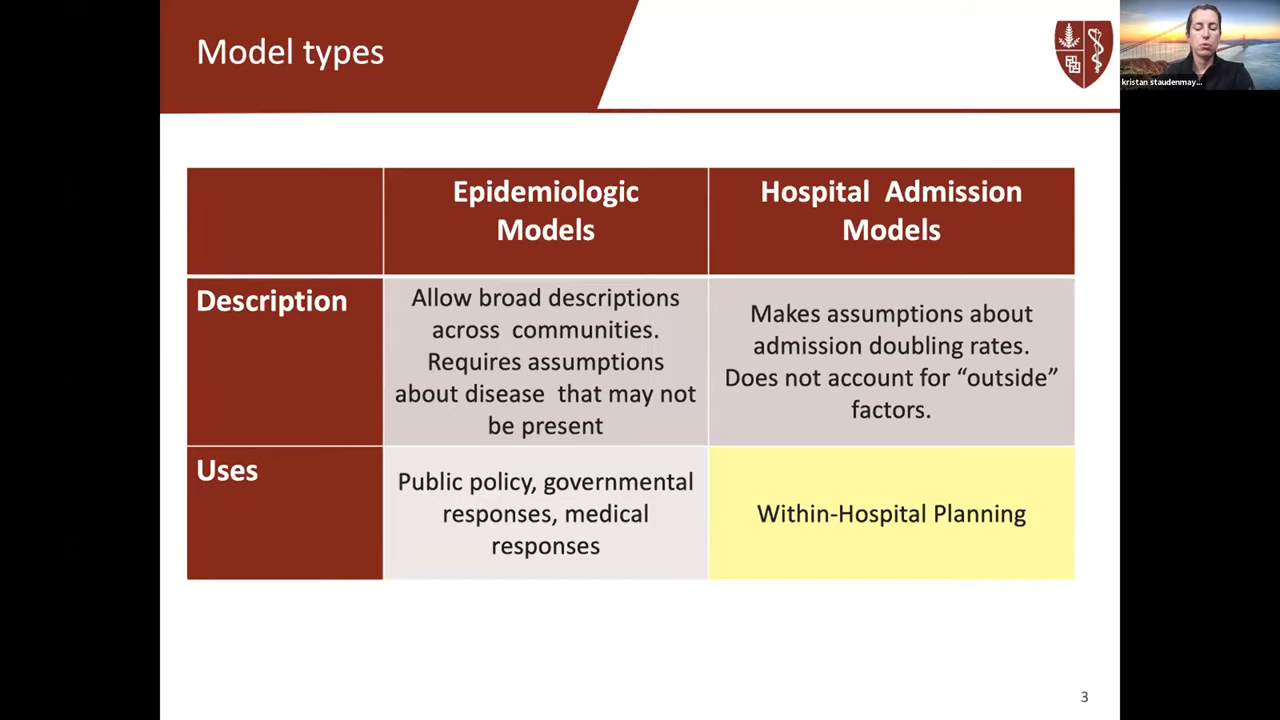 Model types
kristan staudenmay...
Epidemiologic
Models
Hospital Admission
Models
Description
Allow broad descriptions
across communities.
Requires assumptions
about disease that may not
be present
Makes assumptions about
admission doubling rates.
Does not account for “outside”
factors.
Uses
Public policy, governmental
responses, medical
responses
Within-Hospital Planning
3